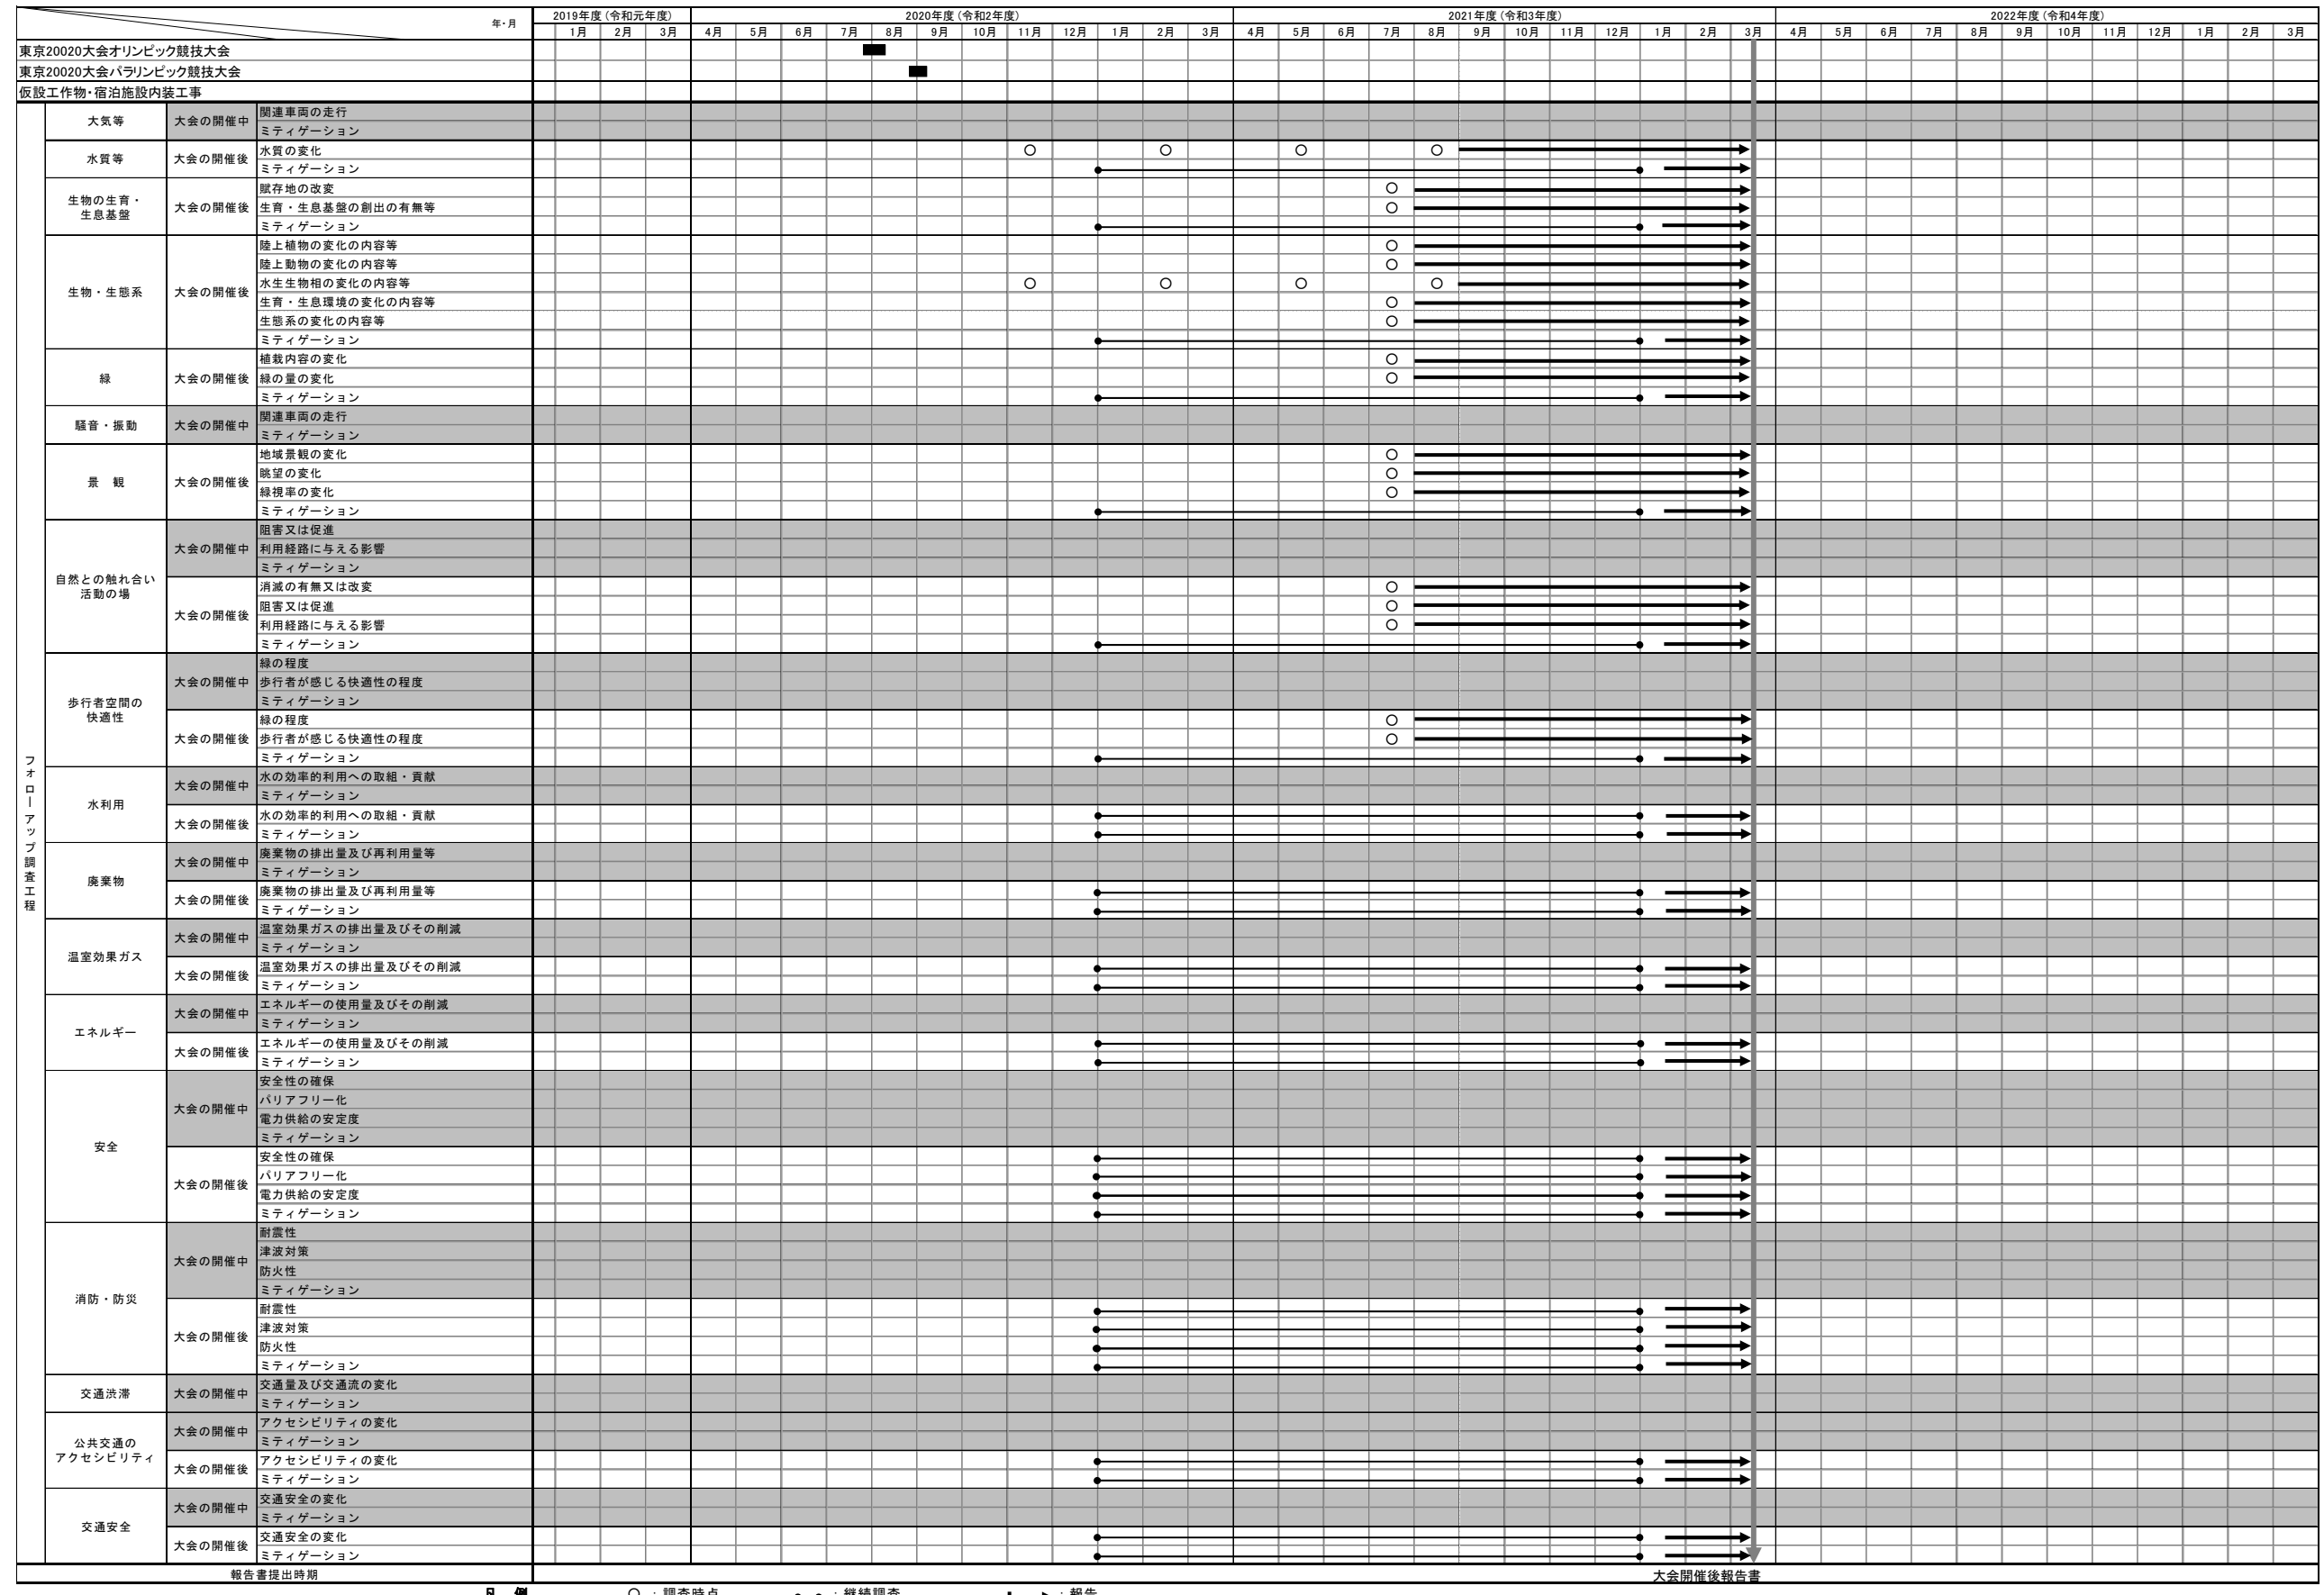 年・月
2019年度(令和元年度) 2020年度(令和2年度) 2021年度(令和3年度) 2022年度(令和4年度)
1月 2月 3月 4月 5月 6月 7月 8月 9月 10月 11月 12月 1月 2月 3月 4月 5月 6月 7月 8月 9月 10月 11月 12月 1月 2月 3月 4月 5月 6月 7月 8月 9月 10月 11月 12月 1月 2月 3月
東京20020大会オリンピック競技大会
東京20020大会パラリンピック競技大会
仮設工作物・宿泊施設内装工事
フォローアップ調査工程
大気等
大会の開催中
関連車両の走行
ミティゲーション
水質等
大会の開催後
水質の変化
ミティゲーション
生物の生育・
生息基盤
大会の開催後
賦存地の改変
生育・生息基盤の創出の有無等
ミティゲーション
生物・生態系
大会の開催後
陸上植物の変化の内容等
陸上動物の変化の内容等
水生生物相の変化の内容等
生育・生息環境の変化の内容等
生態系の変化の内容等
ミティゲーション
緑
大会の開催後
植栽内容の変化
緑の量の変化
ミティゲーション
騒音・振動
大会の開催中
関連車両の走行
ミティゲーション
景 観
大会の開催後
地域景観の変化
眺望の変化
緑視率の変化
ミティゲーション
自然との触れ合い
活動の場
大会の開催中
阻害又は促進
利用経路に与える影響
ミティゲーション
大会の開催後
消滅の有無又は改変
阻害又は促進
利用経路に与える影響
ミティゲーション
歩行者空間の
快適性
大会の開催中
緑の程度
歩行者が感じる快適性の程度
ミティゲーション
大会の開催後
緑の程度
歩行者が感じる快適性の程度
ミティゲーション
水利用
大会の開催中
水の効率的利用への取組・貢献
ミティゲーション
大会の開催後
水の効率的利用への取組・貢献
ミティゲーション
廃棄物
大会の開催中
廃棄物の排出量及び再利用量等
ミティゲーション
大会の開催後
廃棄物の排出量及び再利用量等
ミティゲーション
温室効果ガス
大会の開催中
温室効果ガスの排出量及びその削減
ミティゲーション
大会の開催後
温室効果ガスの排出量及びその削減
ミティゲーション
エネルギー
大会の開催中
エネルギーの使用量及びその削減
ミティゲーション
大会の開催後
エネルギーの使用量及びその削減
ミティゲーション
安全
大会の開催中
安全性の確保
バリアフリー化
電力供給の安定度
ミティゲーション
大会の開催後
安全性の確保
バリアフリー化
電力供給の安定度
ミティゲーション
消防・防災
大会の開催中
耐震性
津波対策
防火性
ミティゲーション
大会の開催後
耐震性
津波対策
防火性
ミティゲーション
交通渋滞
大会の開催中
交通量及び交通流の変化
ミティゲーション
公共交通の
アクセシビリティ
大会の開催中
アクセシビリティの変化
ミティゲーション
大会の開催後
アクセシビリティの変化
ミティゲーション
交通安全
大会の開催中
交通安全の変化
ミティゲーション
大会の開催後
交通安全の変化
ミティゲーション
報告書提出時期
大会開催後報告書
凡 例 ○:調査時点 :継続調査 :報告